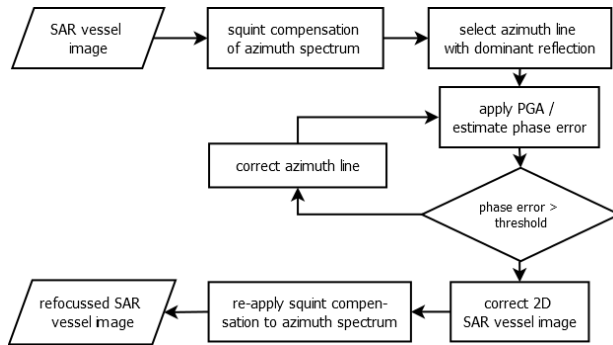 SAR vessel
image
squint compensation
of azimuth spectrum
select azimuth line
with dominant reflection
apply PGA /
estimate phase error
correct azimuth line
phase error >
threshold
refocussed SAR
vessel image
re-apply squint compen-
sation to azimuth spectrum
correct 2D
SAR vessel image